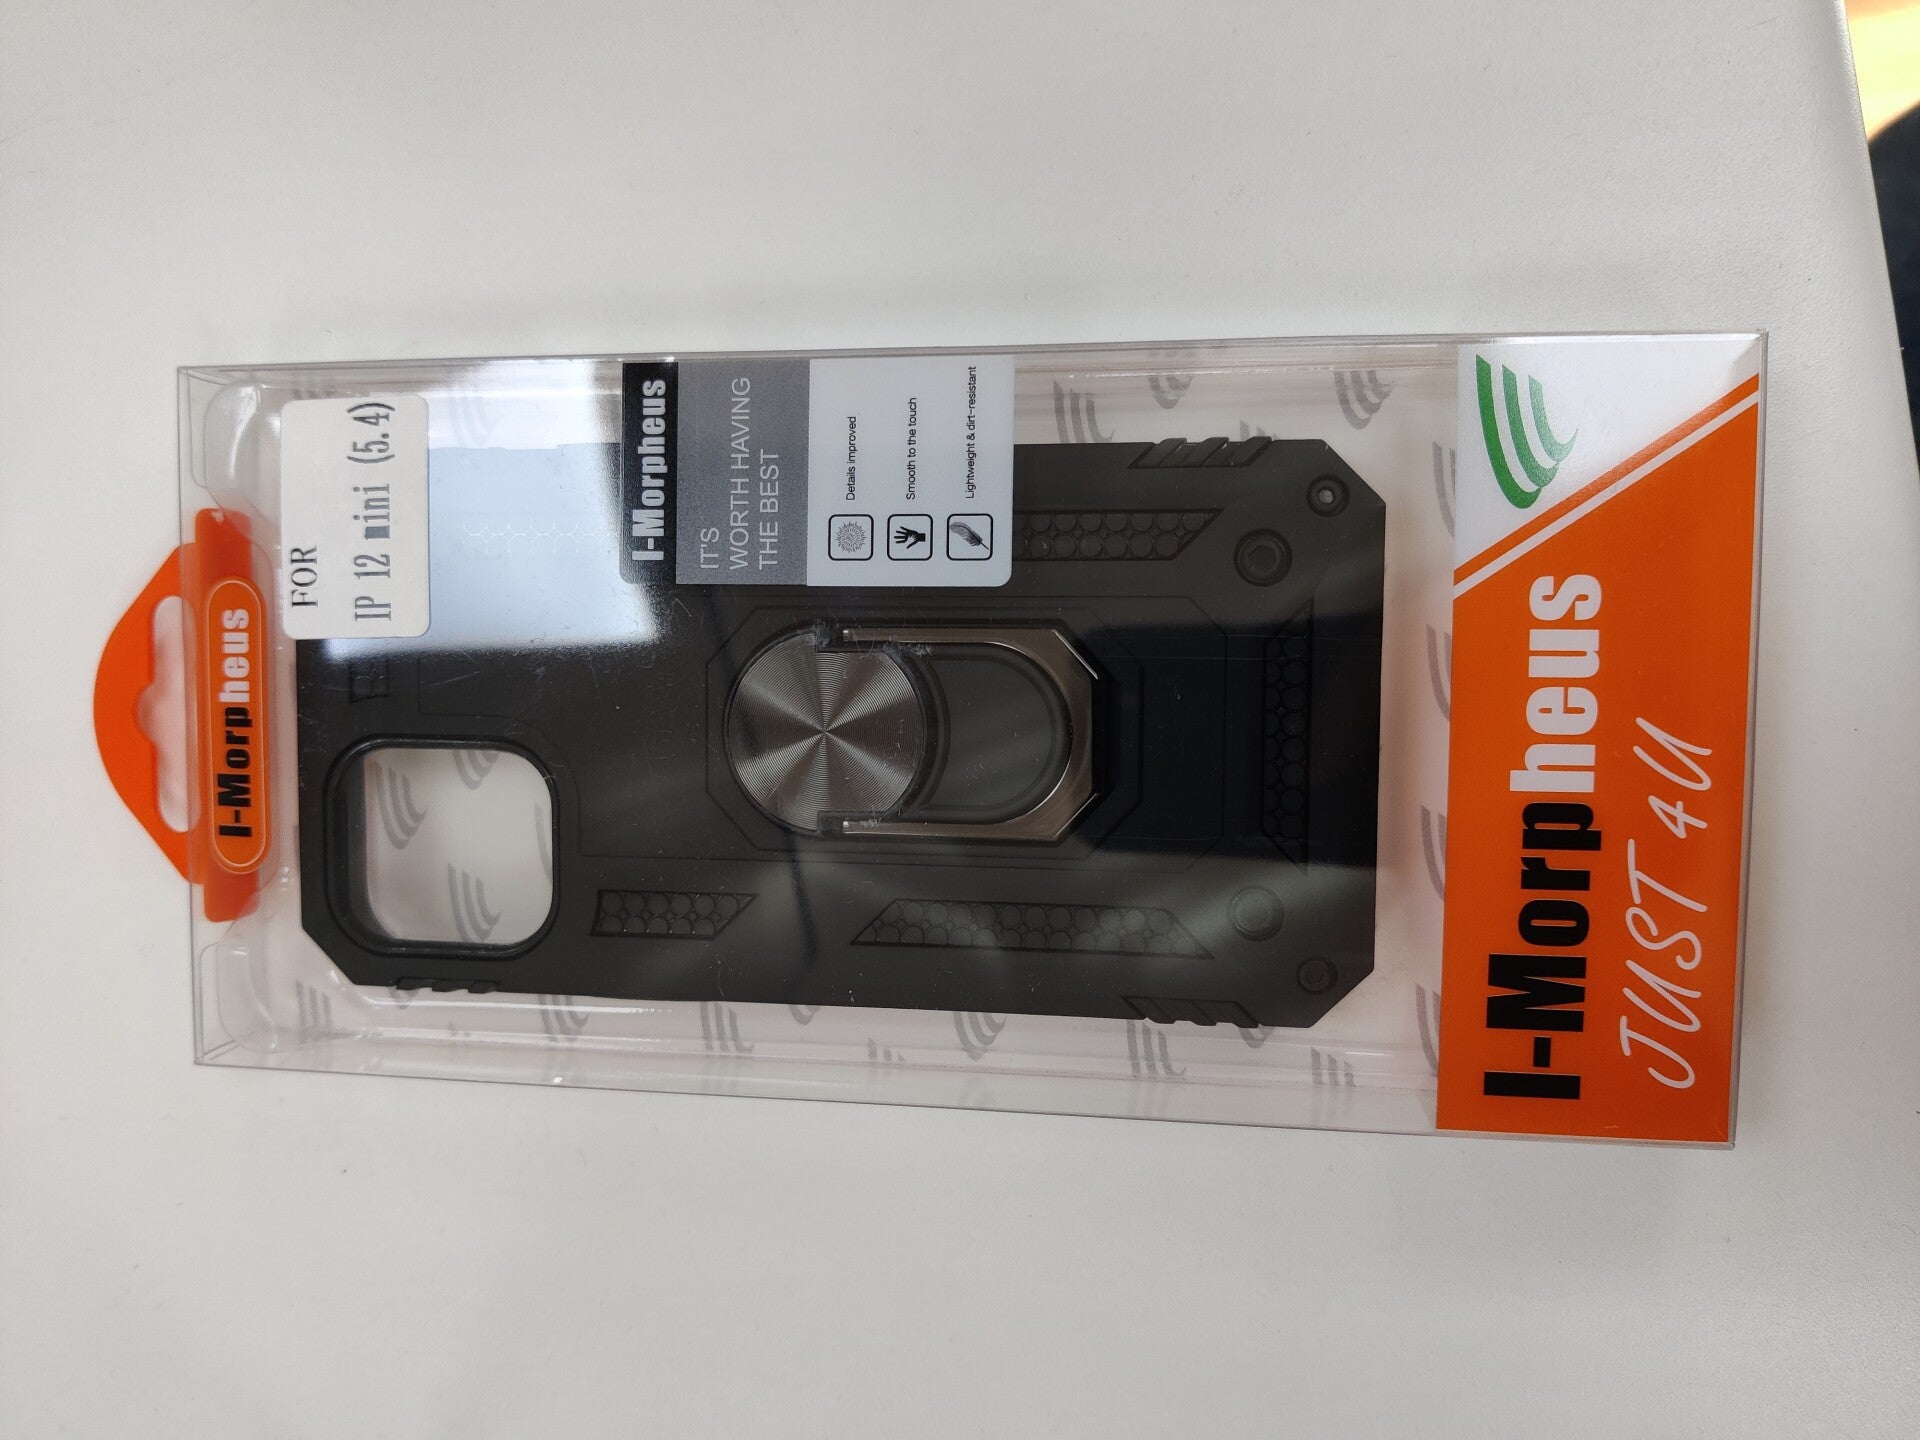 I-Morpheus
FOR
IP 12 mini (5.4)
I-Morpheus
IT'S
WORTH HAVING
THE BEST
Details improved
Smooth to the touch
Lightweight & dirt-resistant
I-Morpheus
JUST 4U